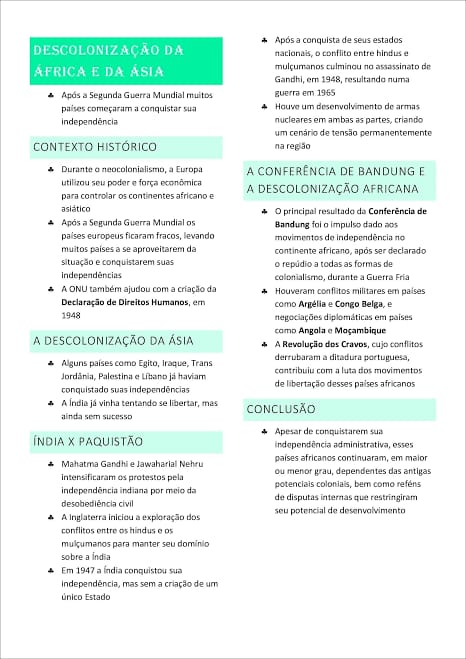 DESCOLONIZAÇÃO DA
ÁFRICA E DA ÁSIA
♣ Após a Segunda Guerra Mundial muitos
países começaram a conquistar sua
independência
CONTEXTO HISTÓRICO
♣ Durante o neocolonialismo, a Europa
utilizou seu poder e força econômica
para controlar os continentes africano e
asiático
♣ Após a Segunda Guerra Mundial os
países europeus ficaram fracos, levando
muitos países a se aproveitarem da
situação e conquistarem suas
independências
♣ A ONU também ajudou com a criação da
Declaração de Direitos Humanos, em
1948
A DESCOLONIZAÇÃO DA ÁSIA
♣ Alguns países como Egito, Iraque, Trans
Jordânia, Palestina e Líbano já haviam
conquistado suas independências
♣ A Índia já vinha tentando se libertar, mas
ainda sem sucesso
ÍNDIA X PAQUISTÃO
♣ Mahatma Gandhi e Jawaharial Nehru
intensificaram os protestos pela
independência indiana por meio da
desobediência civil
♣ A Inglaterra iniciou a exploração dos
conflitos entre os hindus e os
mulçumanos para manter seu domínio
sobre a Índia
♣ Em 1947 a Índia conquistou sua
independência, mas sem a criação de um
único Estado
♣ Após a conquista de seus estados
nacionais, o conflito entre hindus e
mulçumanos culminou no assassinato de
Gandhi, em 1948, resultando numa
guerra em 1965
♣ Houve um desenvolvimento de armas
nucleares em ambas as partes, criando
um cenário de tensão permanentemente
na região
A CONFERÊNCIA DE BANDUNG E
A DESCOLONIZAÇÃO AFRICANA
♣ O principal resultado da Conferência de
Bandung foi o impulso dado aos
movimentos de independência no
continente africano, após ser declarado
o repúdio a todas as formas de
colonialismo, durante a Guerra Fria
♣ Houveram conflitos militares em países
como Argélia e Congo Belga, e
negociações diplomáticas em países
como Angola e Moçambique
♣ A Revolução dos Cravos, cujo conflitos
derrubaram a ditadura portuguesa,
contribuiu com a luta dos movimentos
de libertação desses países africanos
CONCLUSÃO
♣ Apesar de conquistarem sua
independência administrativa, esses
países africanos continuaram, em maior
ou menor grau, dependentes das antigas
potenciais coloniais, bem como reféns
de disputas internas que restringiram
seu potencial de desenvolvimento